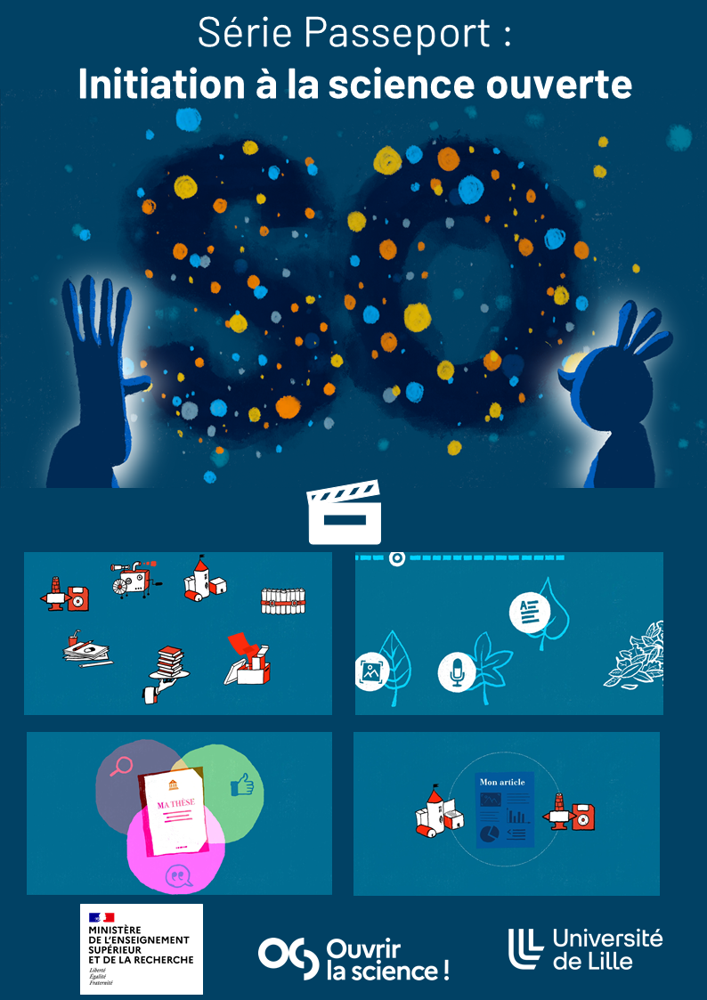 Série Passeport :
Initiation à la science ouverte
SO
A
MA THÈSE
Mon article
MINISTÈRE
DE L'ENSEIGNEMENT
SUPÉRIEUR
ET DE LA RECHERCHE
Liberté
Égalité
Fraternité
Ouvrir
la science !
Université
de Lille